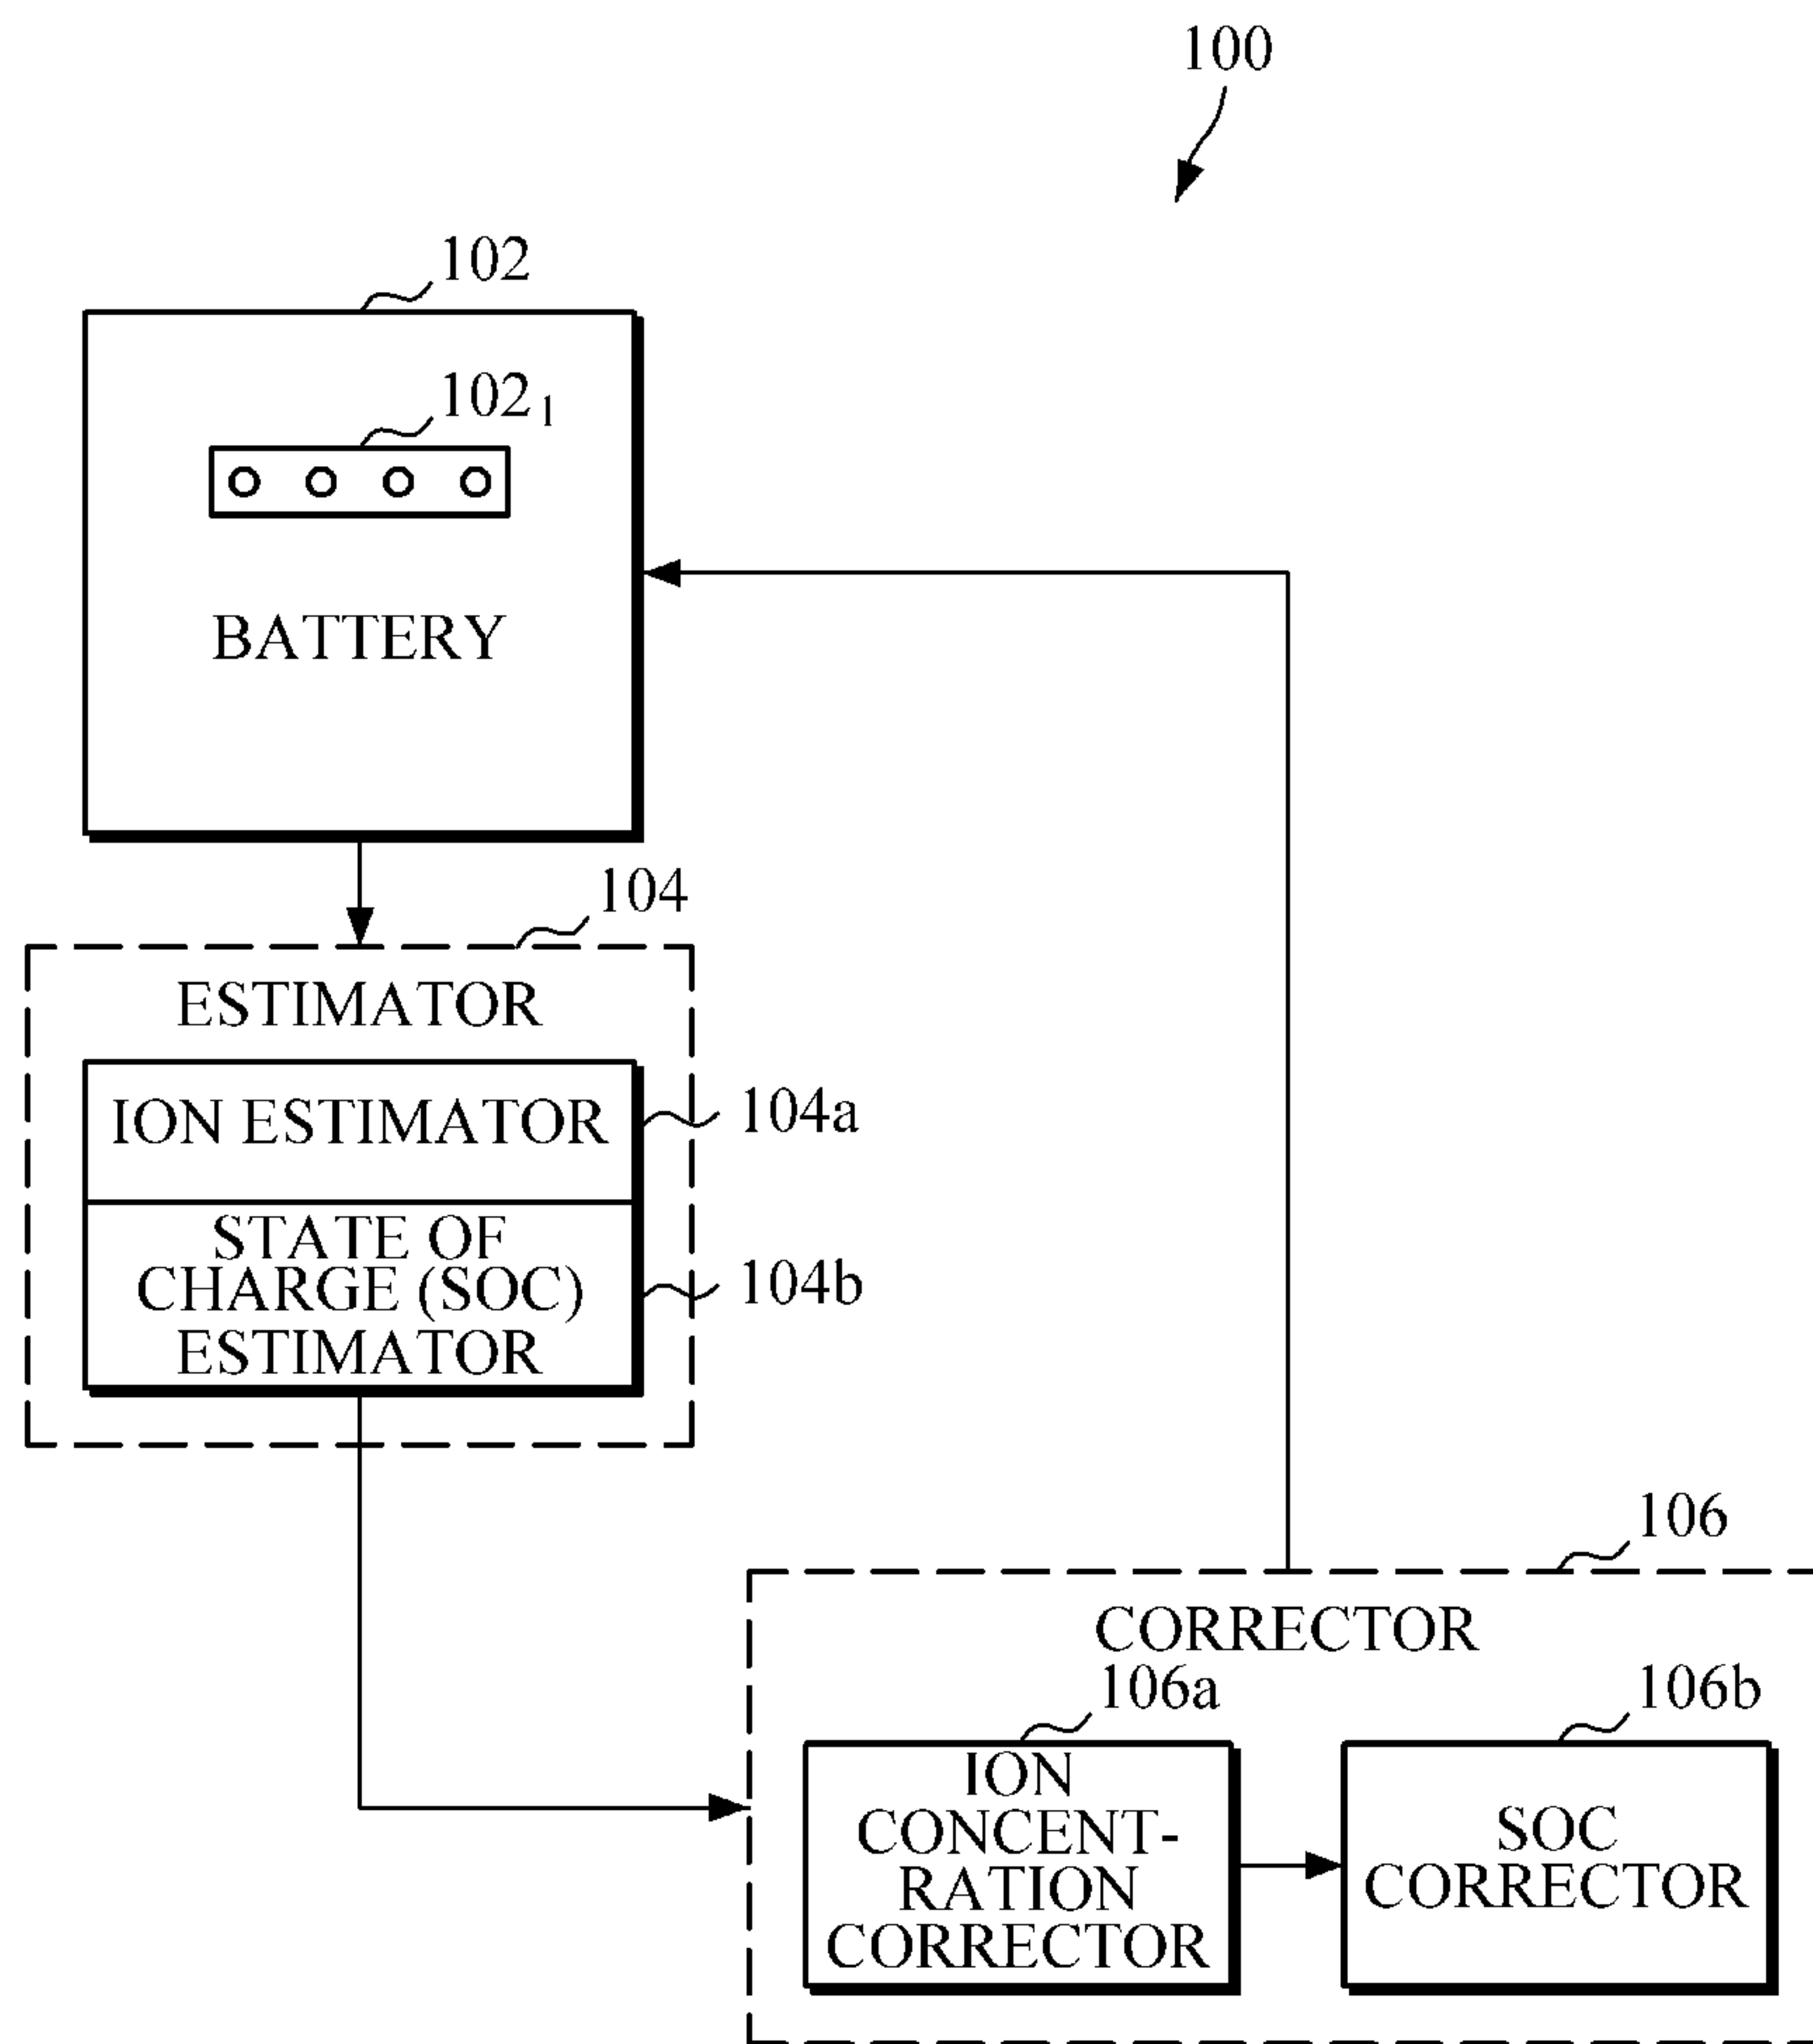 100
102
102₁
BATTERY
104
ESTIMATOR
ION ESTIMATOR
104a
STATE OF
CHARGE (SOC)
ESTIMATOR
104b
106
CORRECTOR
106a
106b
ION
CONCENT-
RATION
CORRECTOR
SOC
CORRECTOR